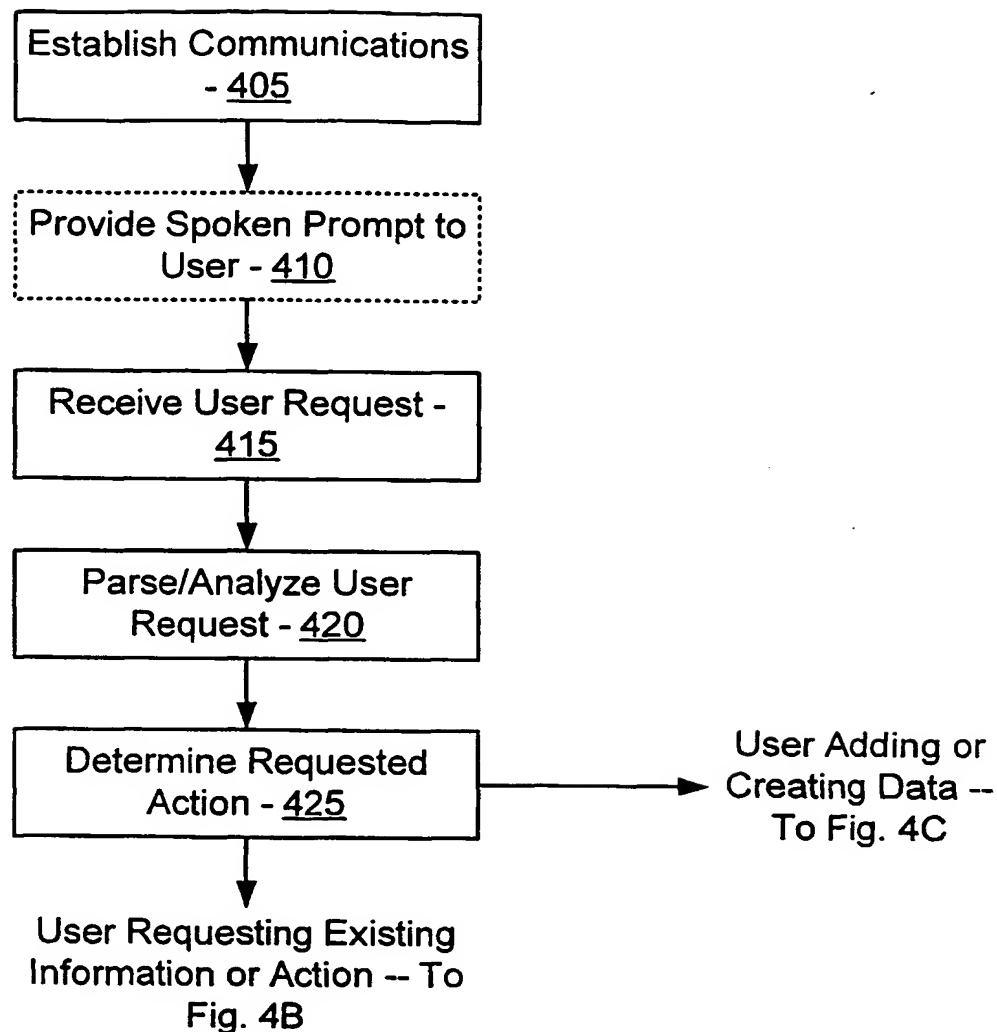 Establish Communications
- 405
Provide Spoken Prompt to
User - 410
Receive User Request -
415
Parse/Analyze User
Request - 420
Determine Requested
Action - 425
User Adding or
Creating Data --
To Fig. 4C
User Requesting Existing
Information or Action -- To
Fig. 4B